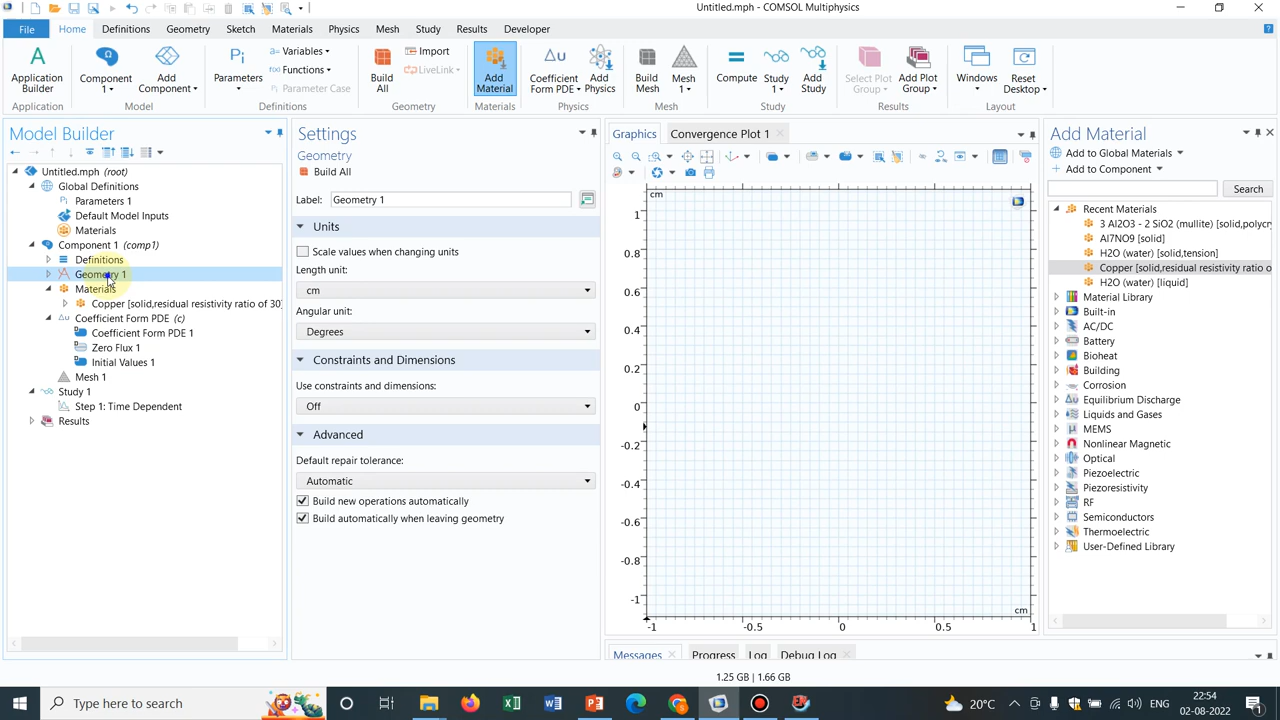 Untitled.mph - COMSOL Multiphysics
File Home Definitions Geometry Sketch Materials Physics Mesh Study Results Developer
Application Builder
Component 1
Add Component
Parameters
a= Variables
f(x) Functions
Pi Parameter Case
Build All
Import
LiveLink
Add Material
Coefficient Form PDE
Add Physics
Build Mesh
Mesh 1
Compute
Study 1
Add Study
Select Plot Group
Add Plot Group
Windows
Reset Desktop
Application Model Definitions Geometry Materials Physics Mesh Study Results Layout
Model Builder
Untitled.mph (root)
Global Definitions
Pi Parameters 1
Default Model Inputs
Materials
Component 1 (comp1)
Definitions
Geometry 1
Materials
Copper [solid,residual resistivity ratio of 30]
Coefficient Form PDE (c)
Coefficient Form PDE 1
Zero Flux 1
Initial Values 1
Mesh 1
Study 1
Step 1: Time Dependent
Results
Settings
Geometry
Build All
Label: Geometry 1
Units
Scale values when changing units
Length unit:
cm
Angular unit:
Degrees
Constraints and Dimensions
Use constraints and dimensions:
Off
Advanced
Default repair tolerance:
Automatic
Build new operations automatically
Build automatically when leaving geometry
Graphics Convergence Plot 1
cm
1
0.8
0.6
0.4
0.2
0
-0.2
-0.4
-0.6
-0.8
-1
cm
-1 -0.5 0 0.5 1
Messages Progress Log Debug Log
Add Material
Add to Global Materials
Add to Component
Search
Recent Materials
3 Al2O3 - 2 SiO2 (mullite) [solid,polycr
Al7NO9 [solid]
H2O (water) [solid,tension]
Copper [solid,residual resistivity ratio o
H2O (water) [liquid]
Material Library
Built-in
AC/DC
Battery
Bioheat
Building
Corrosion
Equilibrium Discharge
Liquids and Gases
MEMS
Nonlinear Magnetic
Optical
Piezoelectric
Piezoresistivity
RF
Semiconductors
Thermoelectric
User-Defined Library
1.25 GB | 1.66 GB
Type here to search
20°C
ENG
22:54
02-08-2022